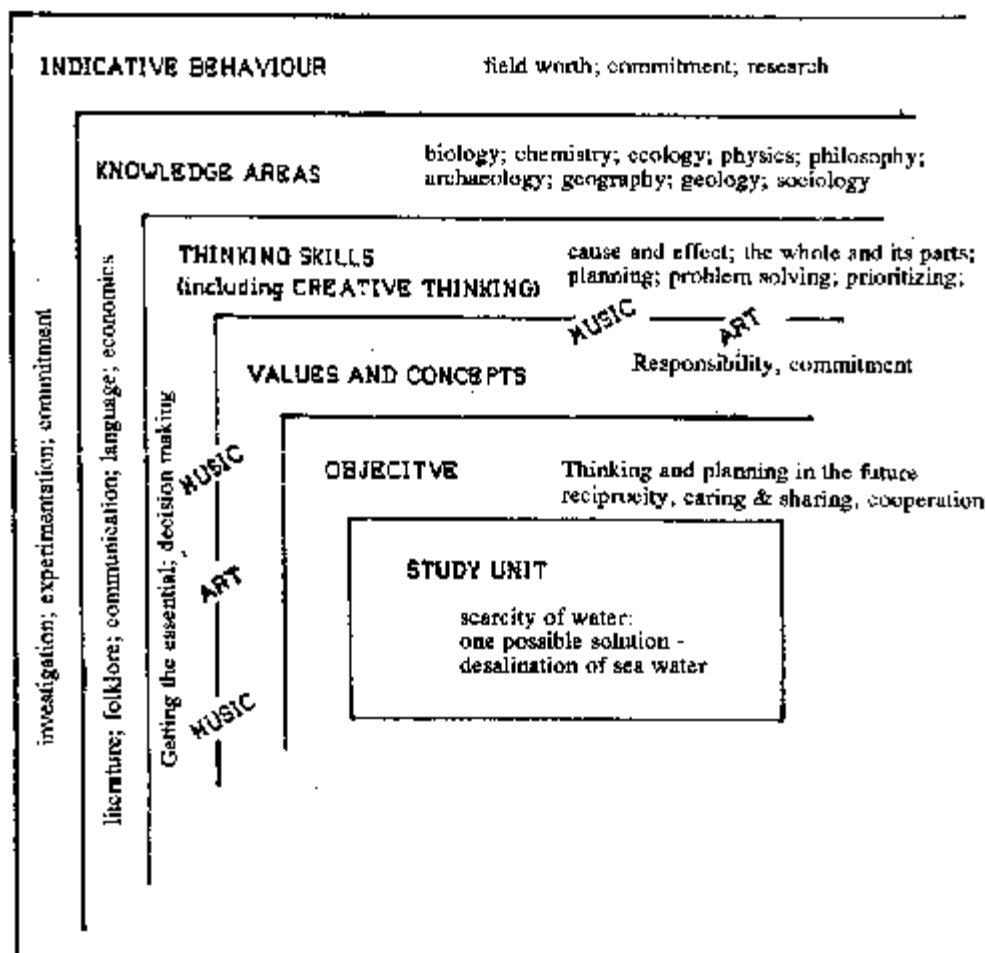 INDICATIVE BEHAVIOUR
field worth; commitment; research
KNOWLEDGE AREAS
biology; chemistry; ecology; physics; philosophy;
archaeology; geography; geology; sociology
THINKING SKILLS
(including CREATIVE THINKING)
cause and effect; the whole and its parts;
planning; problem solving; prioritizing;
MUSIC
ART
VALUES AND CONCEPTS
Responsibility, commitment
OBJECITVE
Thinking and planning in the future
reciprocity, caring & sharing, cooperation
STUDY UNIT
scarcity of water:
one possible solution -
desalination of sea water
investigation; experimentation; commitment
literature; folklore; communication; language; economics
Getting the essential; decision making
MUSIC
ART
MUSIC